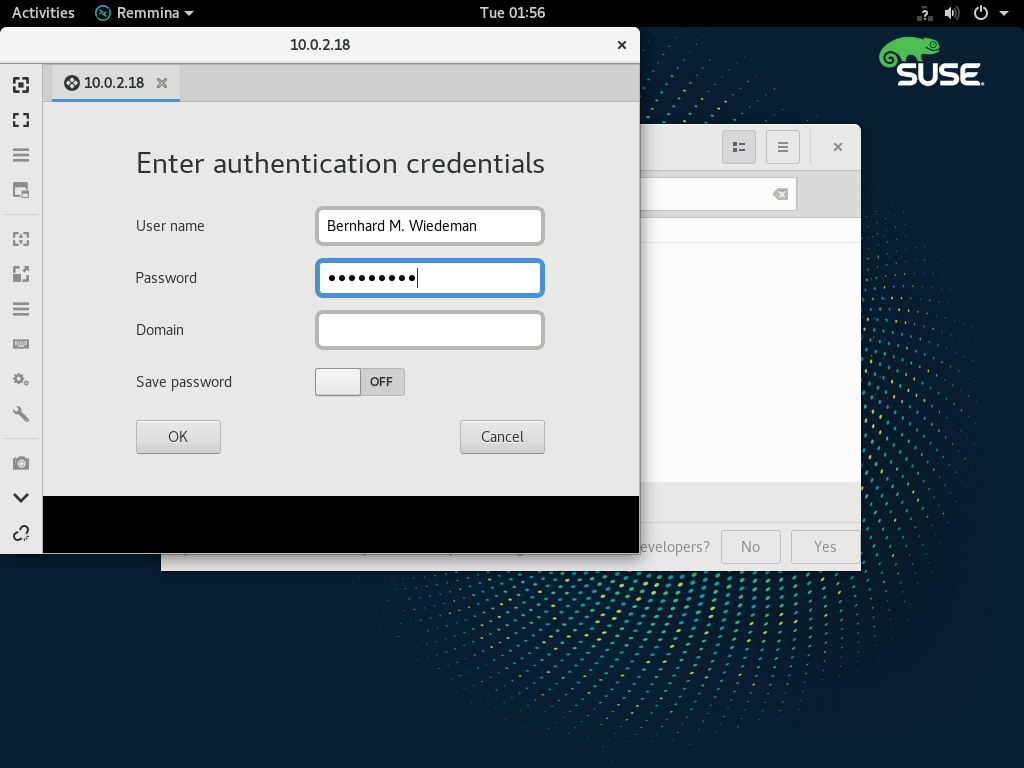 Activities Remmina Tue 01:56
10.0.2.18
10.0.2.18
SUSE
Enter authentication credentials
User name Bernhard M. Wiedeman
Password •••••••••
Domain
Save password OFF
OK Cancel
evelopers? No Yes